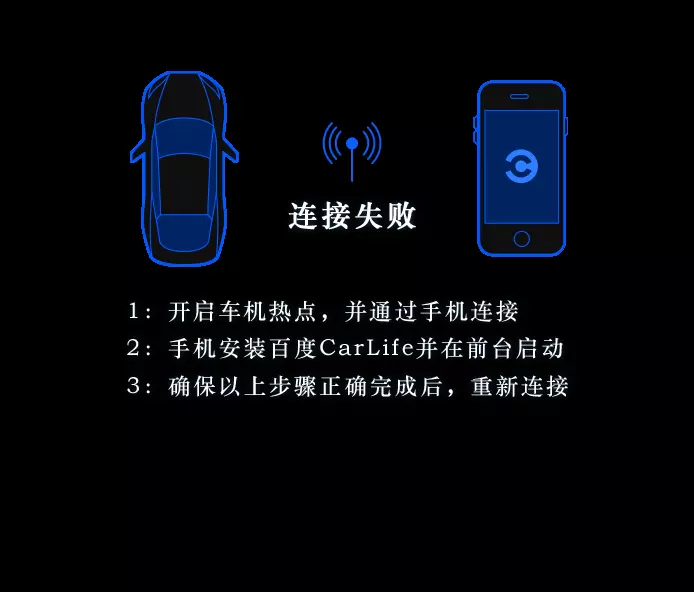 连接失败
1：开启车机热点，并通过手机连接
2：手机安装百度CarLife并在前台启动
3：确保以上步骤正确完成后，重新连接